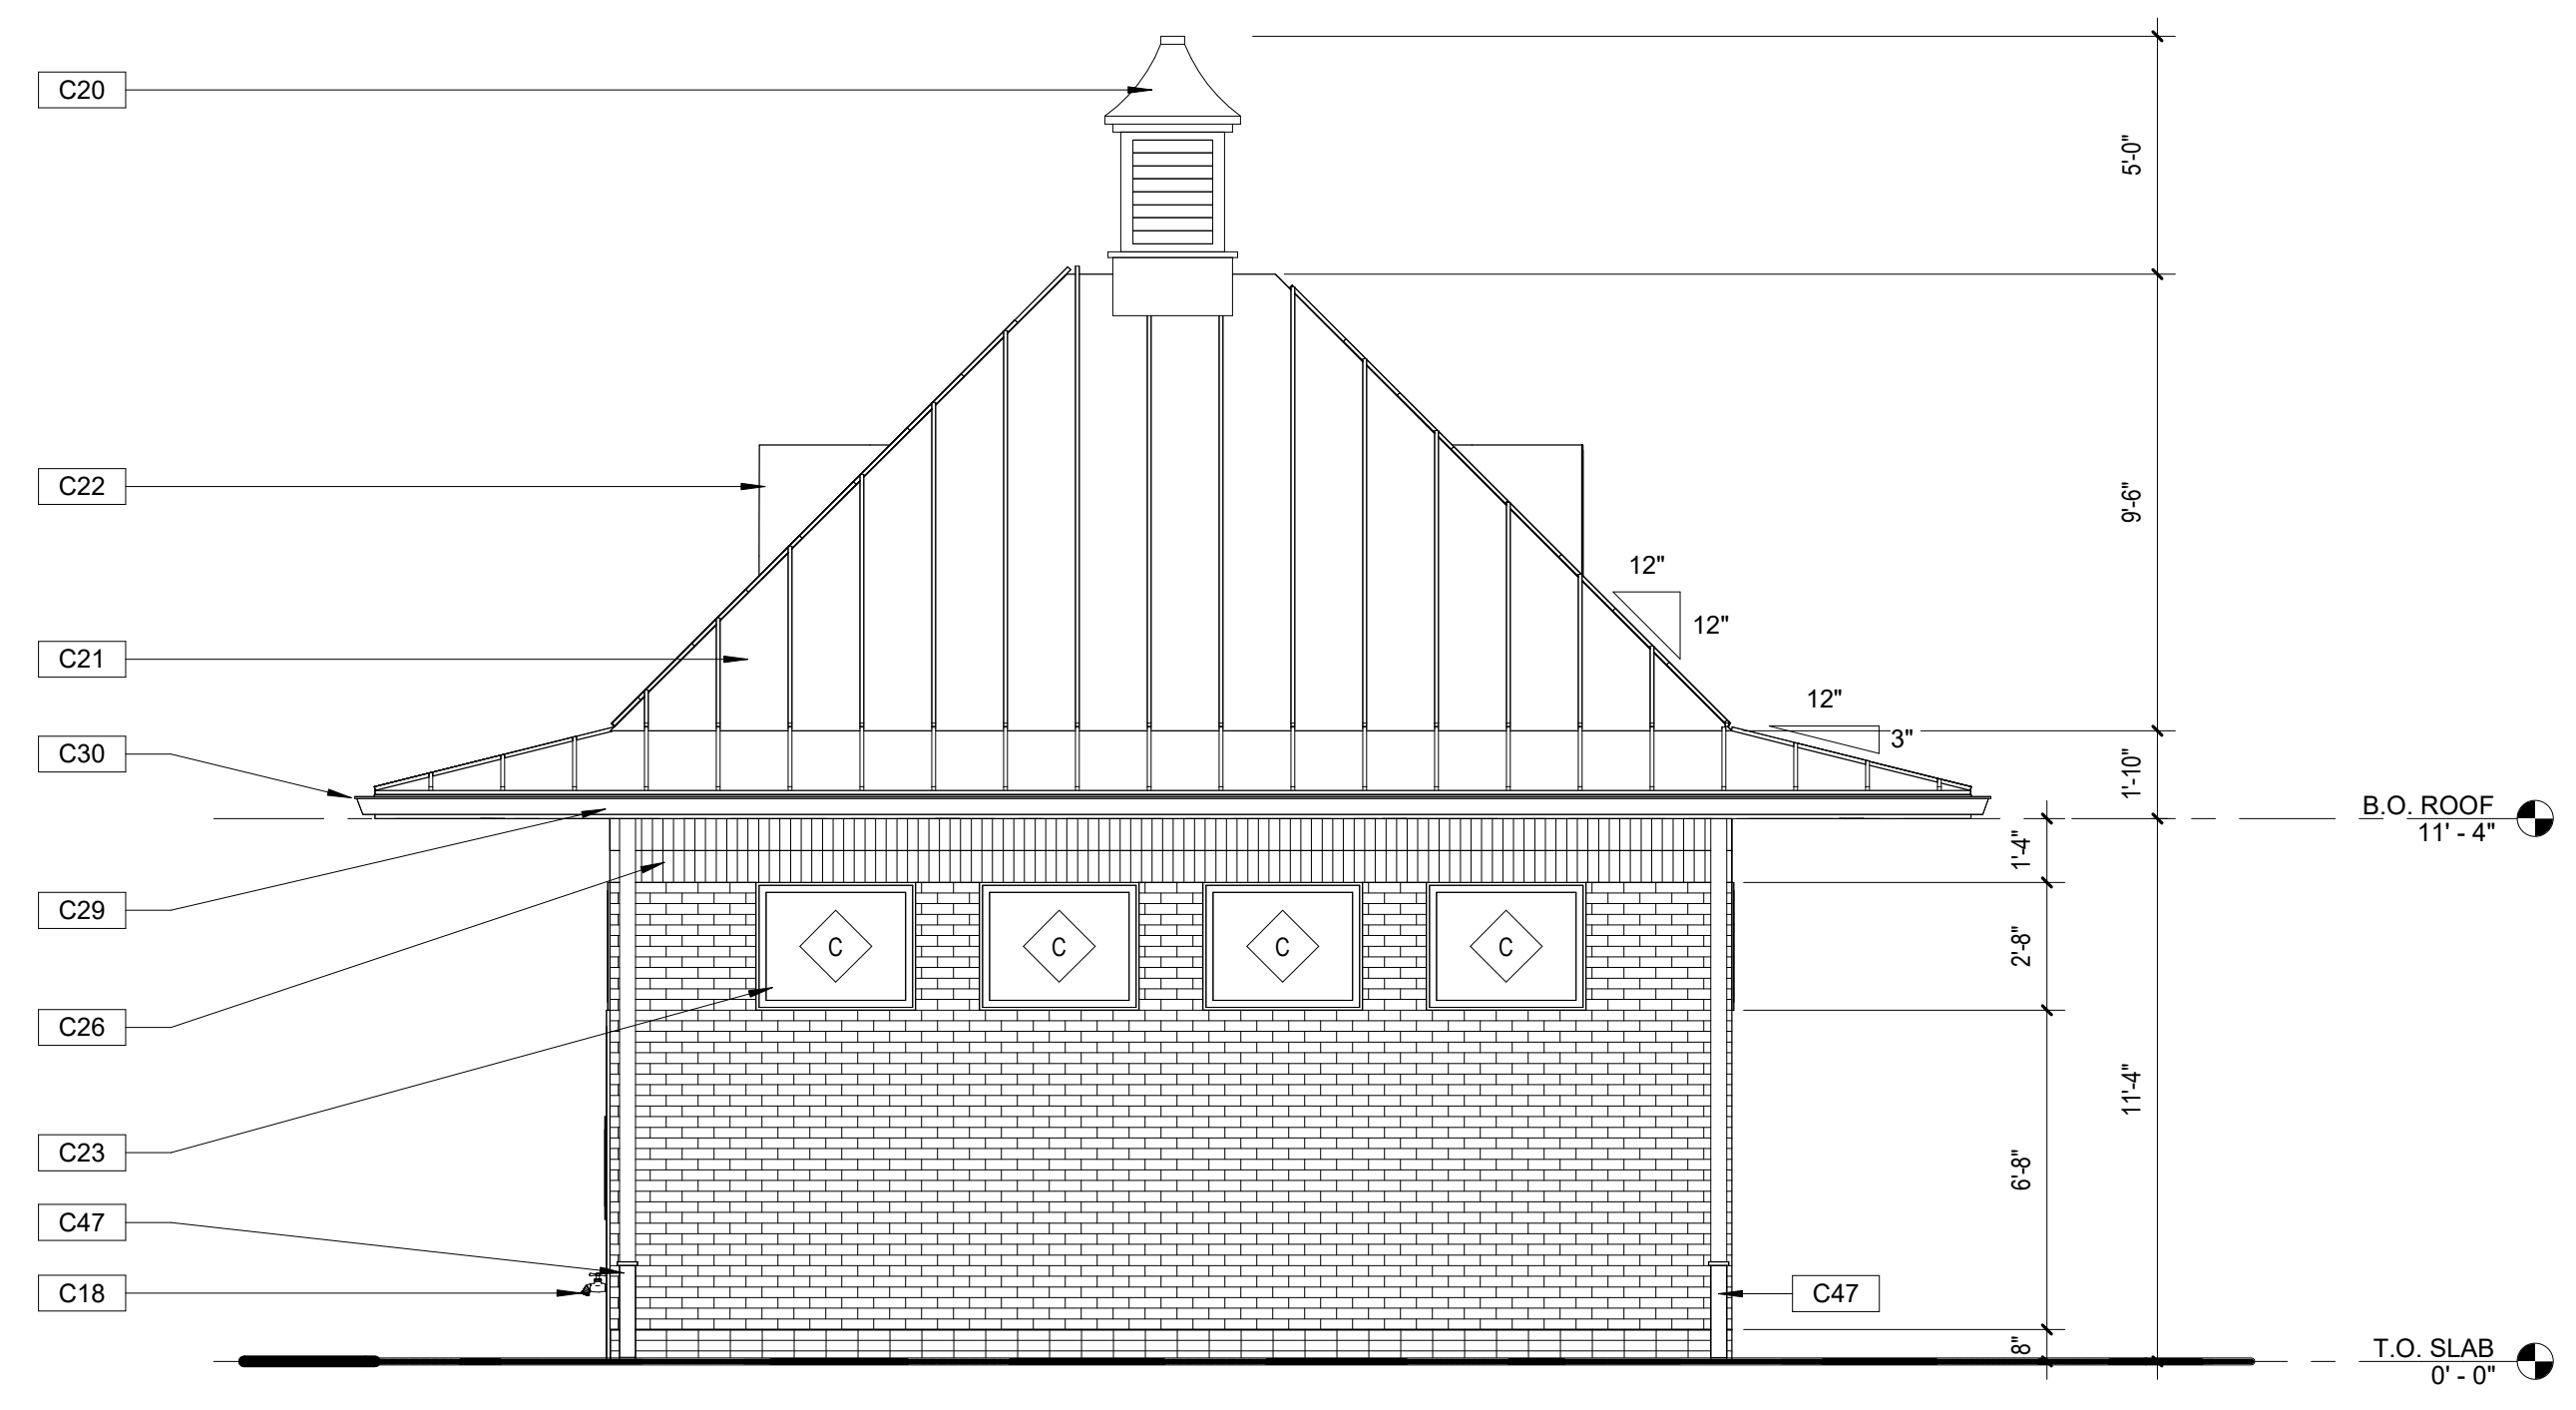 C20
5'-0"
C22
9'-6"
12"
12"
C21
12"
3"
C30
1'-10"
B.O. ROOF
11' - 4"
1'-4"
C29
C C C C
2'-8"
C26
11'-4"
C23
6'-8"
C47
C18
C47
8"
T.O. SLAB
0' - 0"